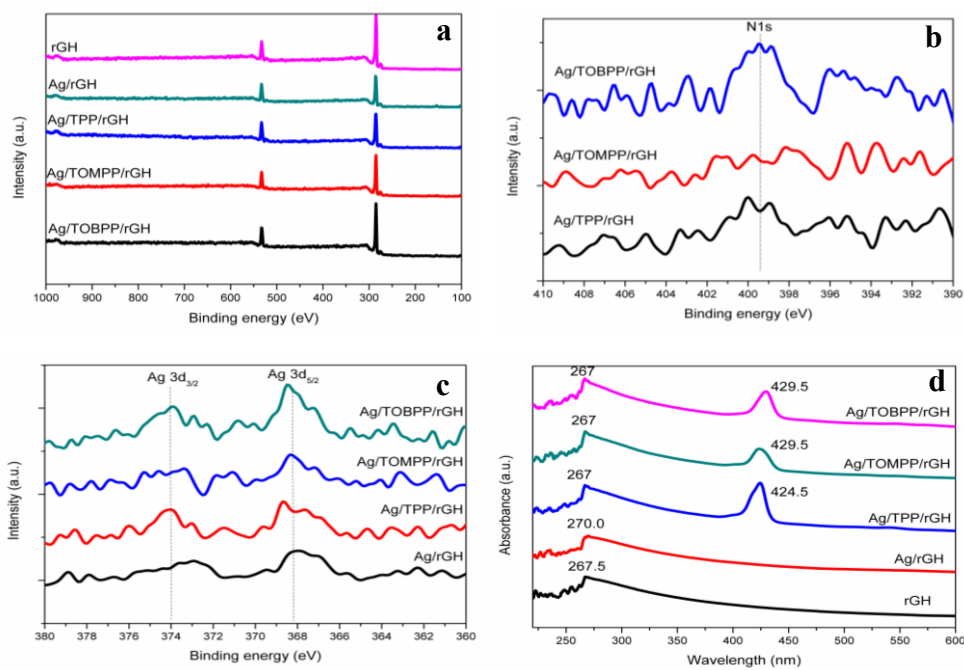 a
rGH
Ag/rGH
Ag/TPP/rGH
Ag/TOMPP/rGH
Ag/TOBPP/rGH
Intensity (a.u.)
1000 900 800 700 600 500 400 300 200 100
Binding energy (eV)
b
N1s
Ag/TOBPP/rGH
Ag/TOMPP/rGH
Ag/TPP/rGH
Intensity (a.u.)
410 408 406 404 402 400 398 396 394 392 390
Binding energy (eV)
c
Ag 3d3/2 Ag 3d5/2
Ag/TOBPP/rGH
Ag/TOMPP/rGH
Ag/TPP/rGH
Ag/rGH
Intensity (a.u.)
380 378 376 374 372 370 368 366 364 362 360
Binding energy (eV)
d
267 429.5
Ag/TOBPP/rGH
267 429.5
Ag/TOMPP/rGH
267 424.5
Ag/TPP/rGH
270.0
Ag/rGH
267.5
rGH
Absorbance (a.u.)
250 300 350 400 450 500 550 600
Wavelength (nm)